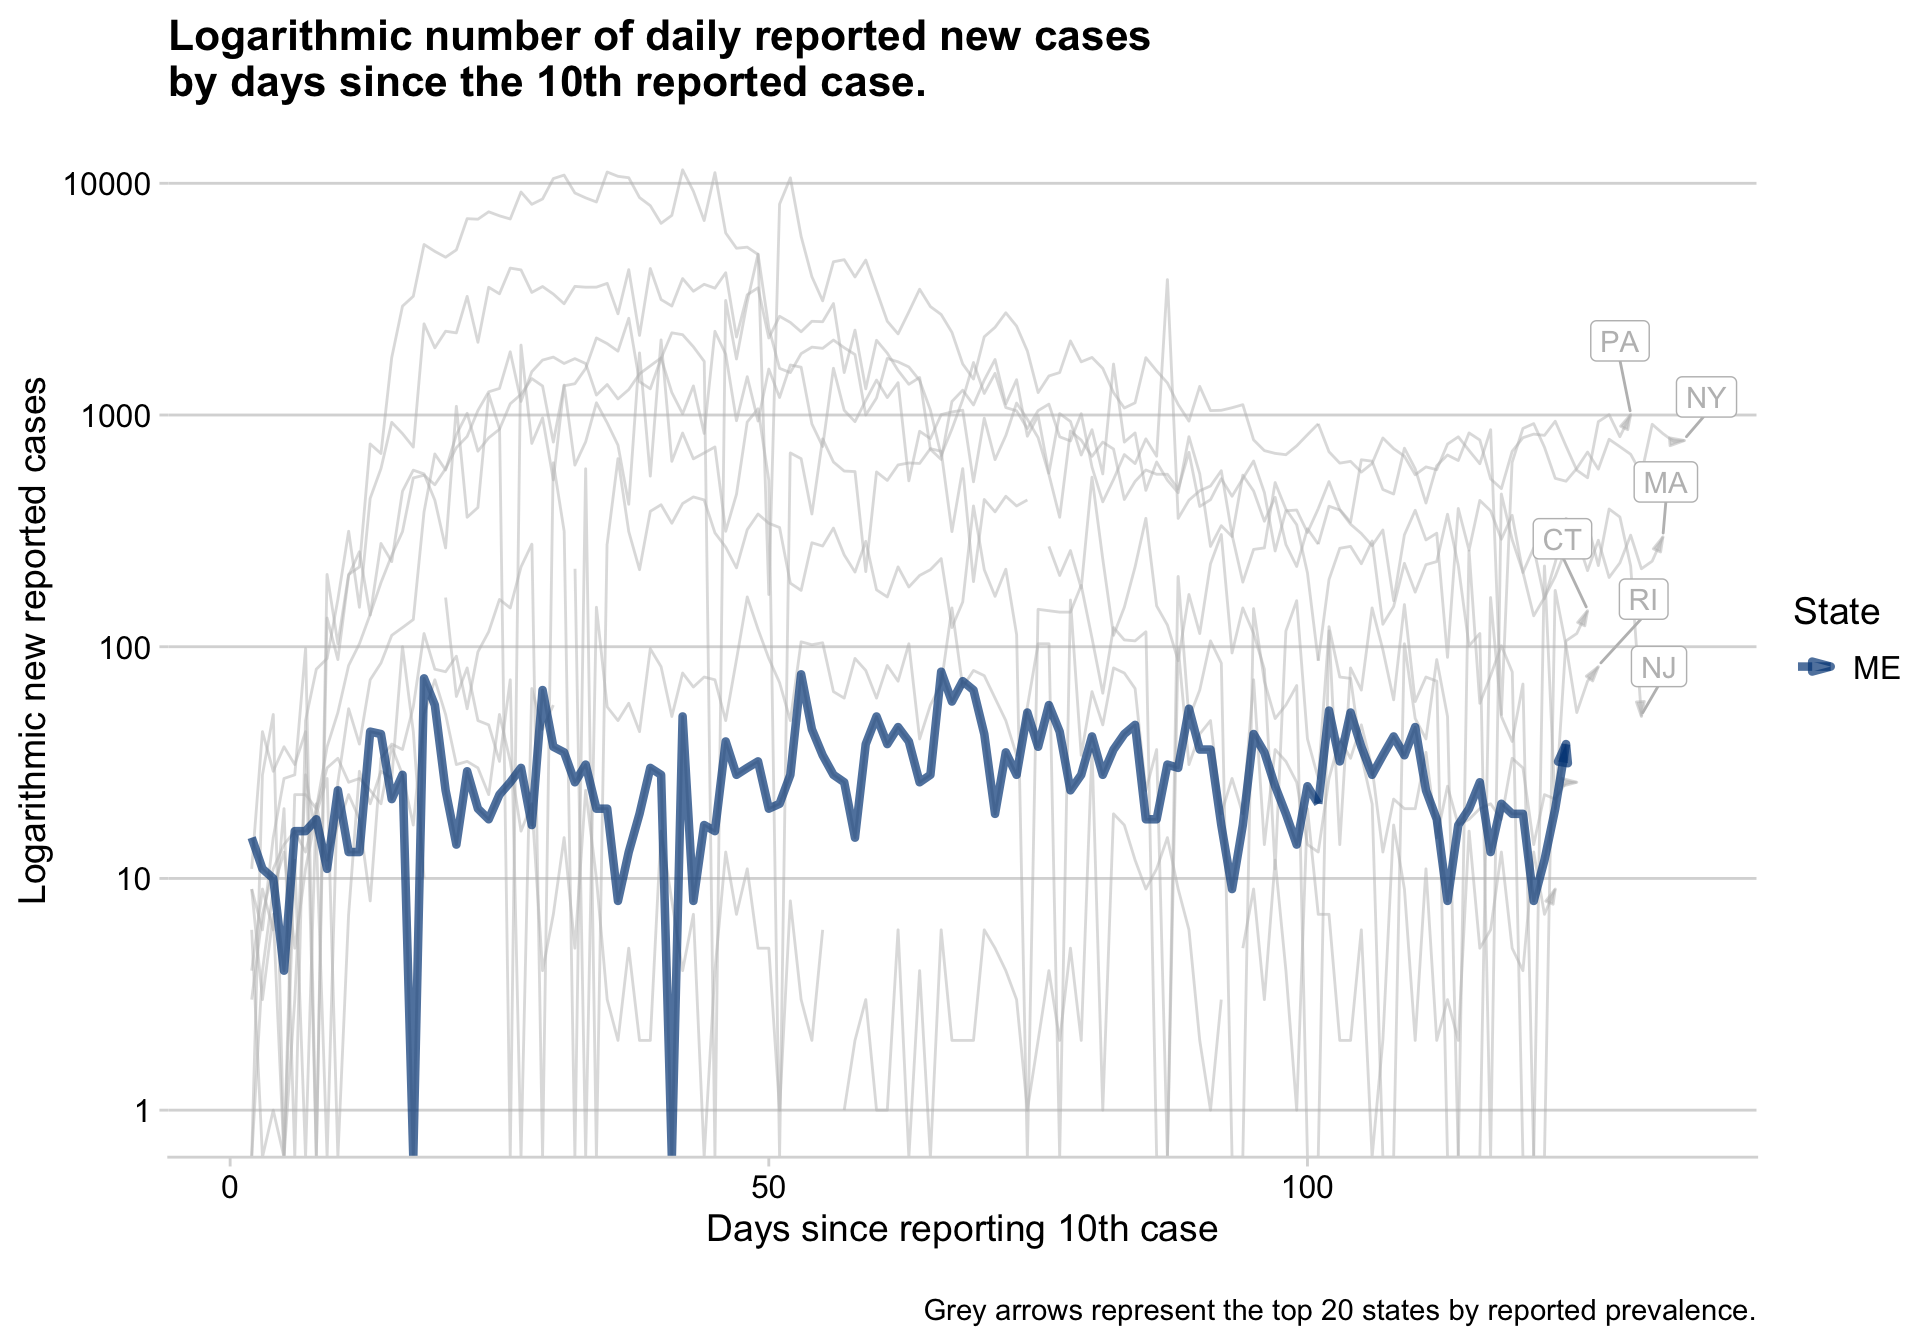 Logarithmic number of daily reported new cases
by days since the 10th reported case.
Logarithmic new reported cases
10000
1000
100
10
1
PA
NY
MA
CT
RI
NJ
State
ME
0
50
100
Days since reporting 10th case
Grey arrows represent the top 20 states by reported prevalence.